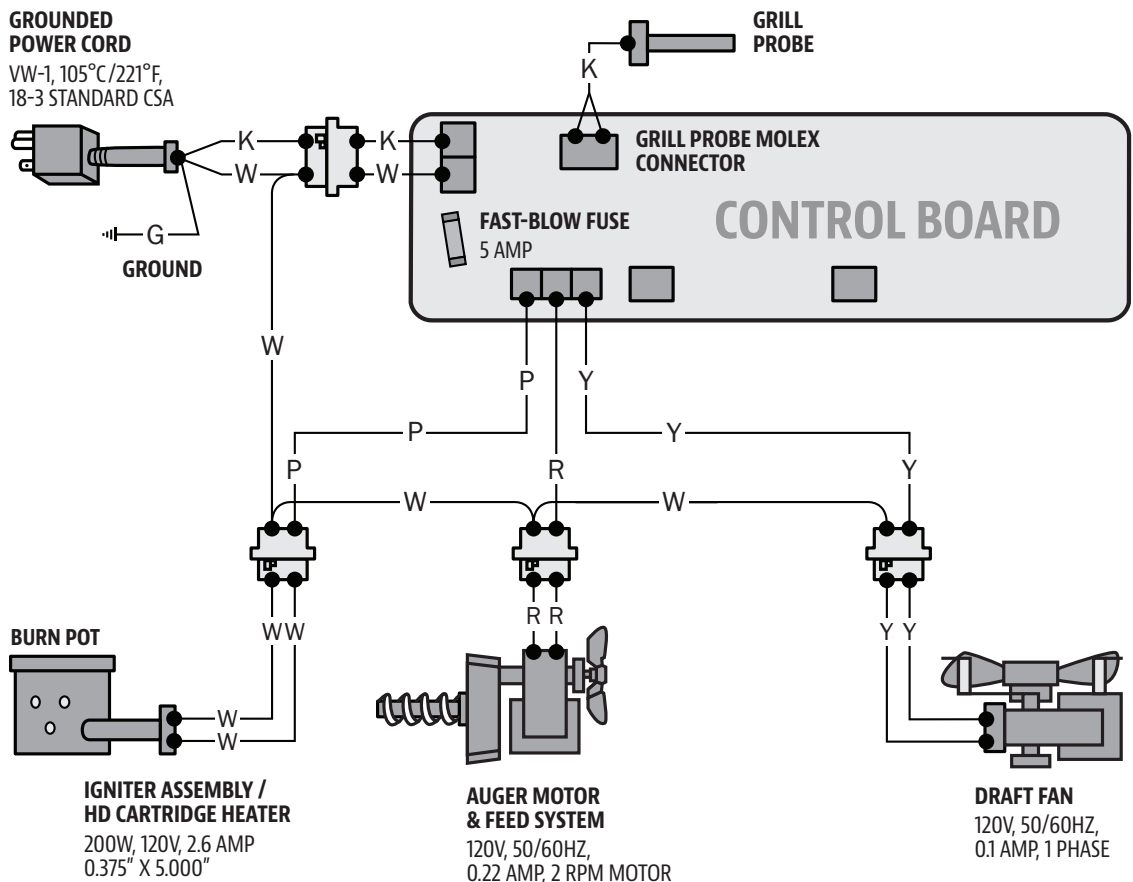 GROUNDED
POWER CORD
VW-1, 105°C/221°F,
18-3 STANDARD CSA
GRILL
PROBE
K
GRILL PROBE MOLEX
CONNECTOR
K
K
W
W
CONTROL BOARD
FAST-BLOW FUSE
5 AMP
G
GROUND
W
P
Y
P
Y
P
R
Y
W
W
R R
W W
Y Y
BURN POT
W
W
IGNITER ASSEMBLY /
HD CARTRIDGE HEATER
200W, 120V, 2.6 AMP
0.375" X 5.000"
AUGER MOTOR
& FEED SYSTEM
120V, 50/60HZ,
0.22 AMP, 2 RPM MOTOR
DRAFT FAN
120V, 50/60HZ,
0.1 AMP, 1 PHASE